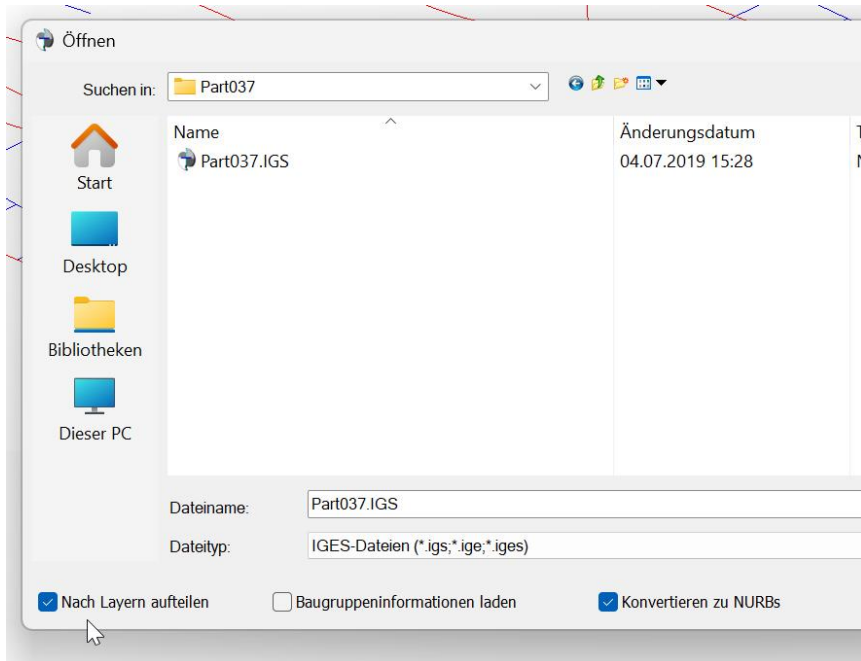 Öffnen
Suchen in: Part037
Name Änderungsdatum
Part037.IGS 04.07.2019 15:28
Start
Desktop
Bibliotheken
Dieser PC
Dateiname: Part037.IGS
Dateityp: IGES-Dateien (*.igs;*.ige;*.iges)
Nach Layern aufteilen Baugruppeninformationen laden Konvertieren zu NURBs